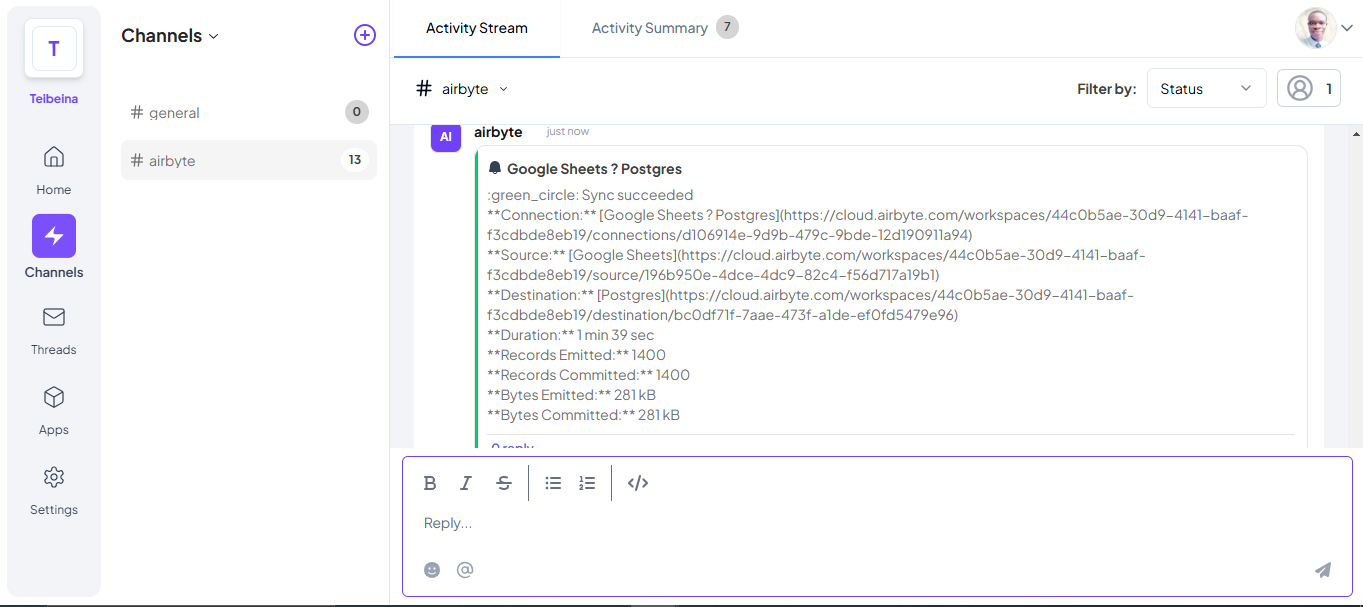 T
Teibeina
Home
Channels
Threads
Apps
Settings
Channels
# general 0
# airbyte 13
Activity Stream
Activity Summary 7
# airbyte
Filter by:
Status
1
AI
airbyte just now
Google Sheets ? Postgres
:green_circle: Sync succeeded
**Connection:** [Google Sheets ? Postgres](https://cloud.airbyte.com/workspaces/44c0b5ae-30d9-4141-baaf-
f3cdbde8eb19/connections/d106914e-9d9b-479c-9bde-12d190911a94)
**Source:** [Google Sheets](https://cloud.airbyte.com/workspaces/44c0b5ae-30d9-4141-baaf-
f3cdbde8eb19/source/196b950e-4dce-4dc9-82c4-f56d717a19b1)
**Destination:** [Postgres](https://cloud.airbyte.com/workspaces/44c0b5ae-30d9-4141-baaf-
f3cdbde8eb19/destination/bc0df71f-7aae-473f-a1de-ef0fd5479e96)
**Duration:** 1 min 39 sec
**Records Emitted:** 1400
**Records Committed:** 1400
**Bytes Emitted:** 281 kB
**Bytes Committed:** 281 kB
0 reply
B I S </>
Reply...
@